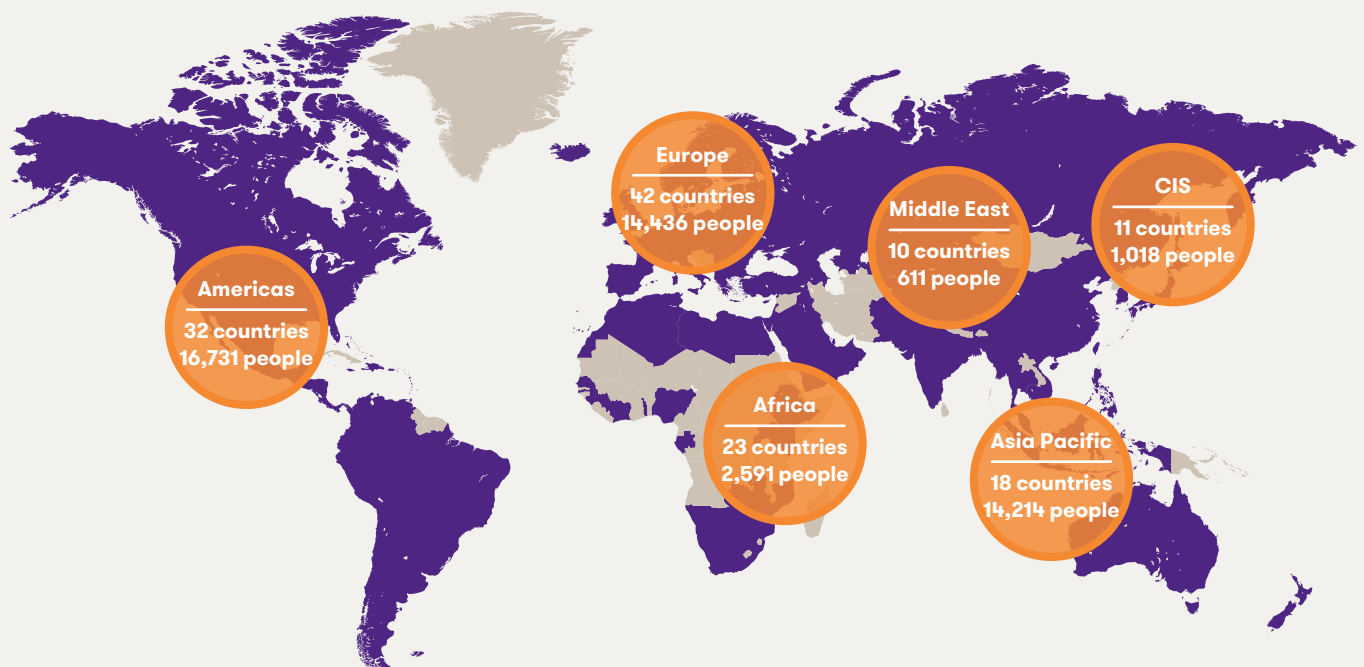 Europe
42 countries
14,436 people
CIS
11 countries
1,018 people
Middle East
10 countries
611 people
Americas
32 countries
16,731 people
Africa
23 countries
2,591 people
Asia Pacific
18 countries
14,214 people